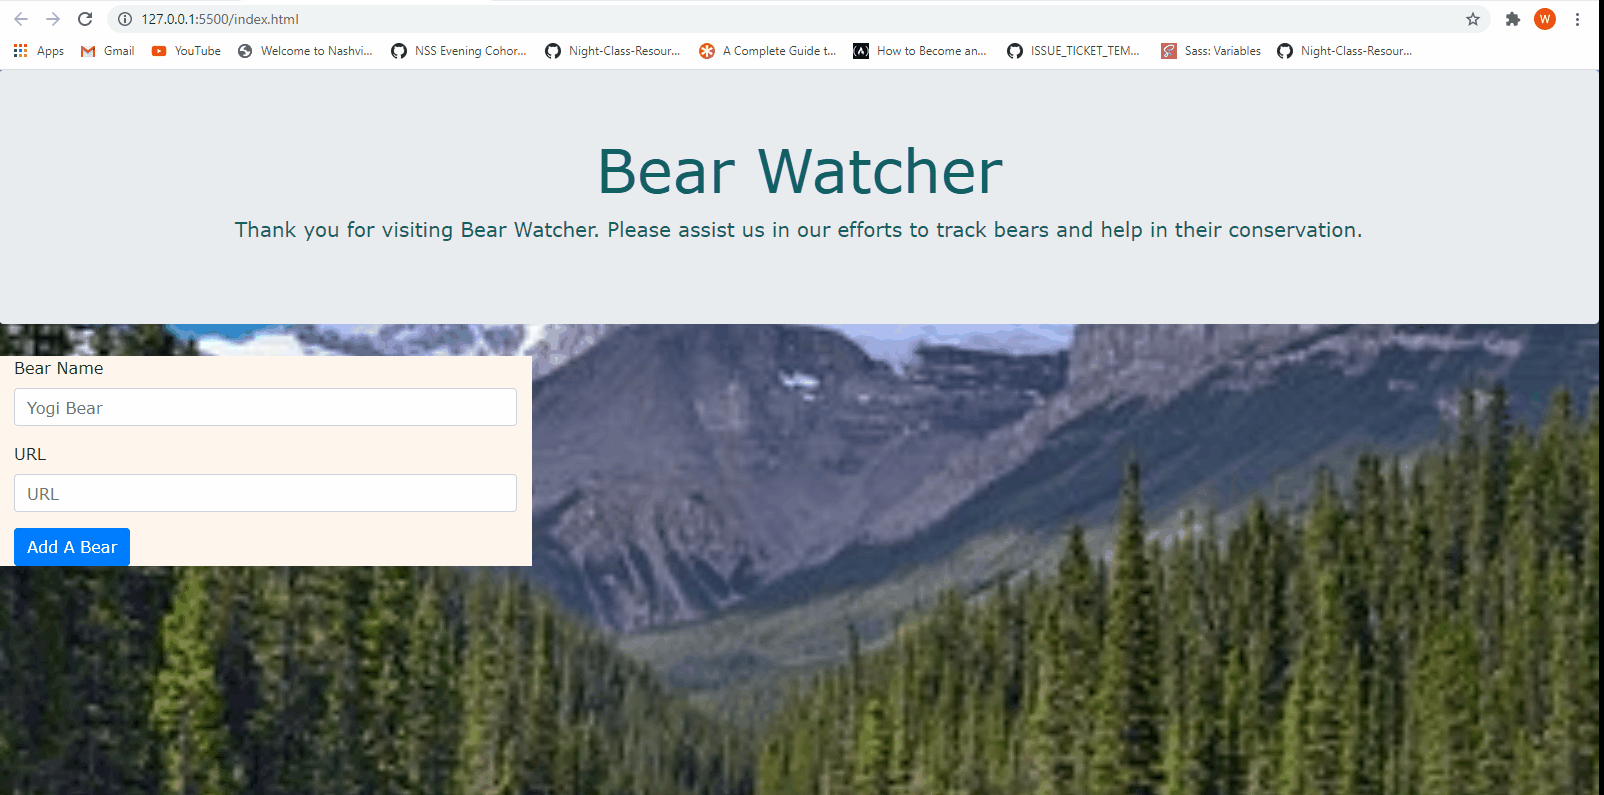 127.0.0.1:5500/index.html
W
Apps Gmail YouTube Welcome to Nashvi... NSS Evening Cohor... Night-Class-Resour... A Complete Guide t... How to Become an... ISSUE_TICKET_TEM... Sass: Variables Night-Class-Resour...
Bear Watcher
Thank you for visiting Bear Watcher. Please assist us in our efforts to track bears and help in their conservation.
Bear Name
Yogi Bear
URL
URL
Add A Bear